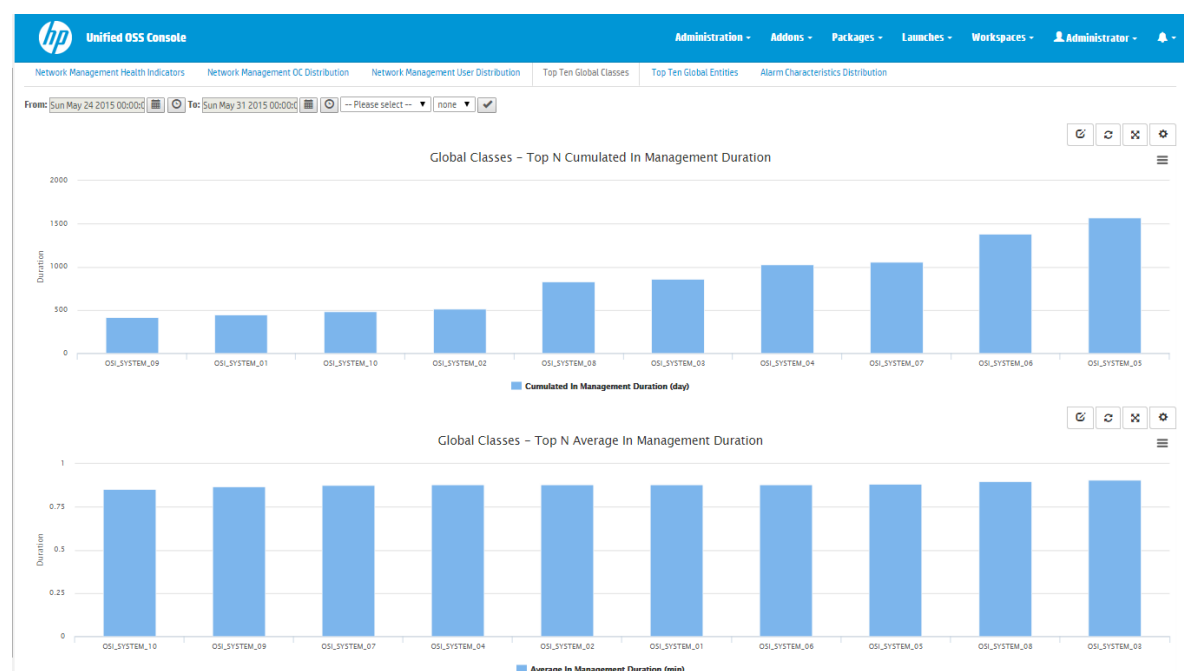 hp Unified OSS Console Administration Addons Packages Launches Workspaces Administrator
Network Management Health Indicators Network Management OC Distribution Network Management User Distribution Top Ten Global Classes Top Ten Global Entities Alarm Characteristics Distribution
From: Sun May 24 2015 00:00:0 To: Sun May 31 2015 00:00:0 -- Please select -- none
Global Classes – Top N Cumulated In Management Duration
2000
1500
1000
500
0
Duration
OSI_SYSTEM_09 OSI_SYSTEM_01 OSI_SYSTEM_10 OSI_SYSTEM_02 OSI_SYSTEM_08 OSI_SYSTEM_03 OSI_SYSTEM_04 OSI_SYSTEM_07 OSI_SYSTEM_06 OSI_SYSTEM_05
Cumulated In Management Duration (day)
Global Classes – Top N Average In Management Duration
1
0.75
0.5
0.25
0
Duration
OSI_SYSTEM_10 OSI_SYSTEM_09 OSI_SYSTEM_07 OSI_SYSTEM_04 OSI_SYSTEM_02 OSI_SYSTEM_01 OSI_SYSTEM_06 OSI_SYSTEM_05 OSI_SYSTEM_08 OSI_SYSTEM_03
Average In Management Duration (min)